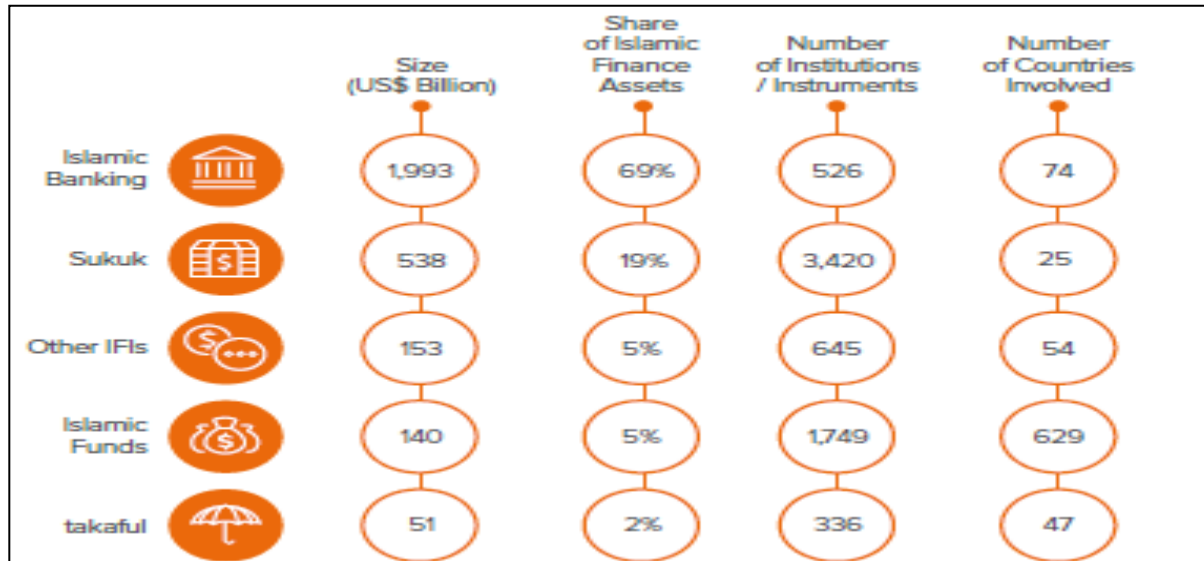 Size
(US$ Billion)
Share
of Islamic
Finance
Assets
Number
of Institutions
/ Instruments
Number
of Countries
Involved
Islamic
Banking
1,993
69%
526
74
Sukuk
$
538
19%
3,420
25
Other IFIs
$
153
5%
645
54
Islamic
Funds
$
140
5%
1,749
629
takaful
51
2%
336
47